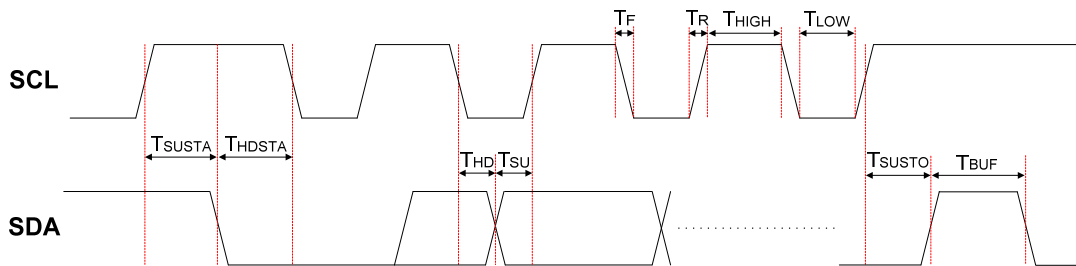 TF TR THIGH TLOW
SCL
TSUSTA THDSTA THD TSU TSUSTO TBUF
SDA